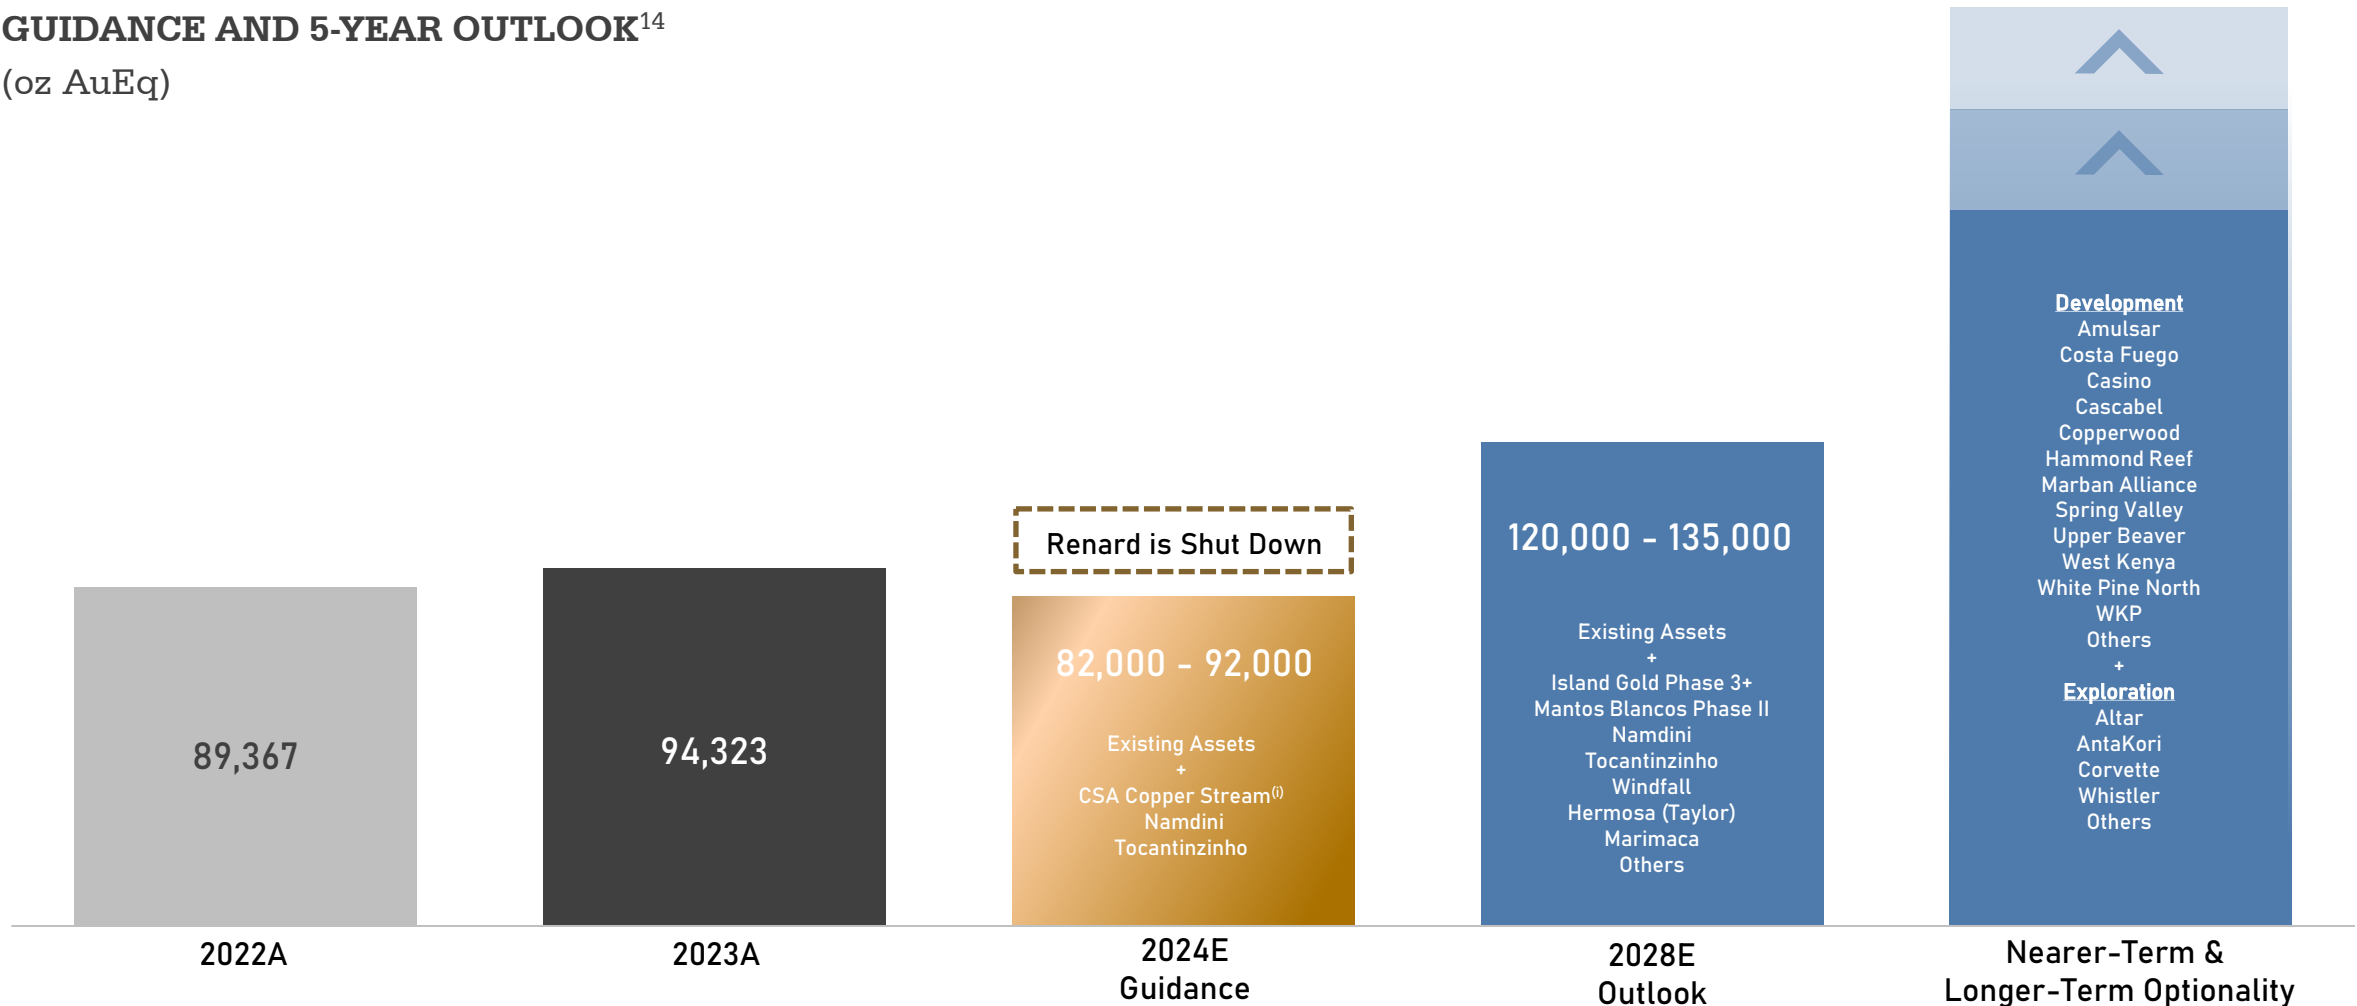 GUIDANCE AND 5-YEAR OUTLOOK14
(oz AuEq)
89,367
2022A
94,323
2023A
Renard is Shut Down
82,000 - 92,000
Existing Assets
+
CSA Copper Stream(i)
Namdini
Tocantinzinho
2024E
Guidance
120,000 - 135,000
Existing Assets
+
Island Gold Phase 3+
Mantos Blancos Phase II
Namdini
Tocantinzinho
Windfall
Hermosa (Taylor)
Marimaca
Others
2028E
Outlook
Development
Amulsar
Costa Fuego
Casino
Cascabel
Copperwood
Hammond Reef
Marban Alliance
Spring Valley
Upper Beaver
West Kenya
White Pine North
WKP
Others
+
Exploration
Altar
AntaKori
Corvette
Whistler
Others
Nearer-Term &
Longer-Term Optionality